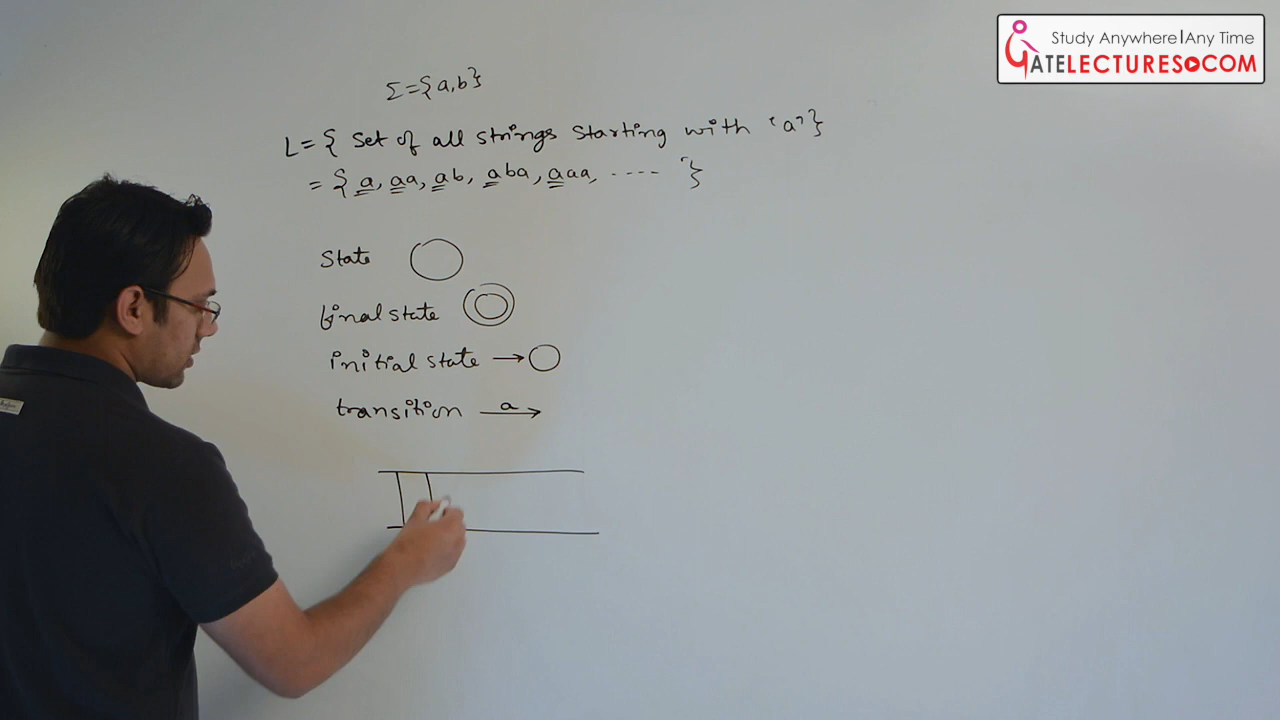 Study Anywhere | Any Time
GATELECTURES.COM
Σ={a,b}
L={ set of all strings starting with 'a'}
={ a, aa, ab, aba, aaa, ..... }
State
final state
initial state →
transition a→